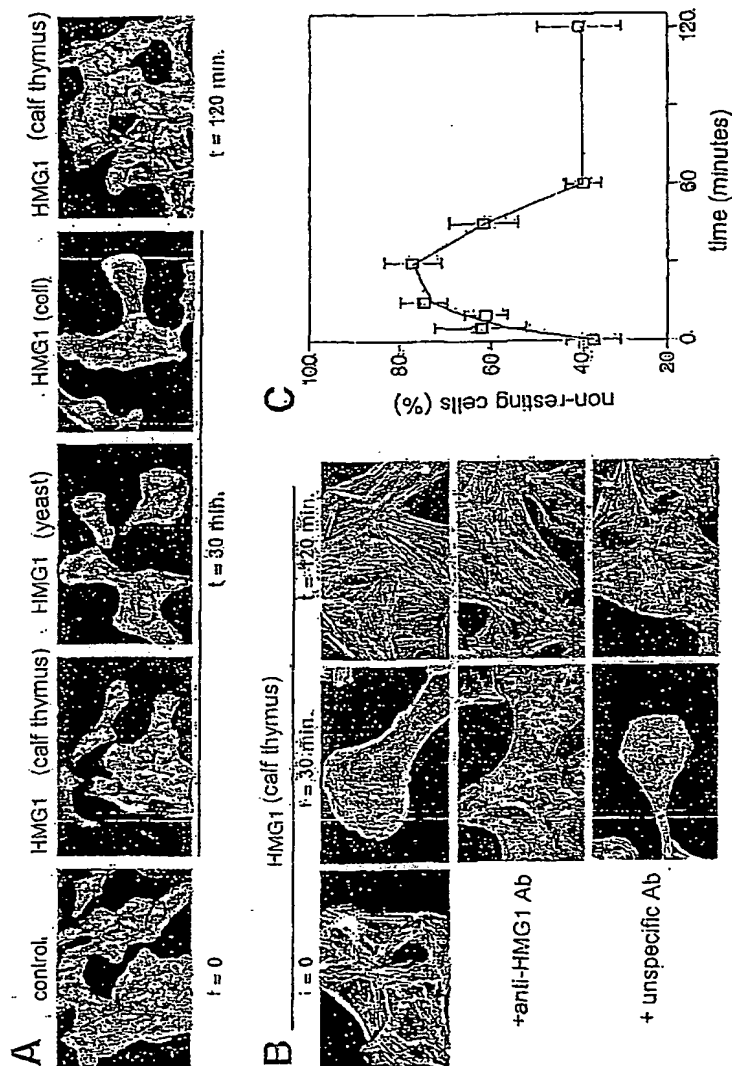 A
control
HMG1 (calf thymus)
HMG1 (yeast)
HMG1 (coli)
HMG1 (calf thymus)
t = 0
t = 30 min.
t = 120 min.
B
HMG1 (calf thymus)
t = 0
t = 30 min.
t = 120 min.
+anti-HMG1 Ab
+ unspecific Ab
C
non-resting cells (%)
100.
80.
60.
40.
20.
0.
60
120.
time (minutes)